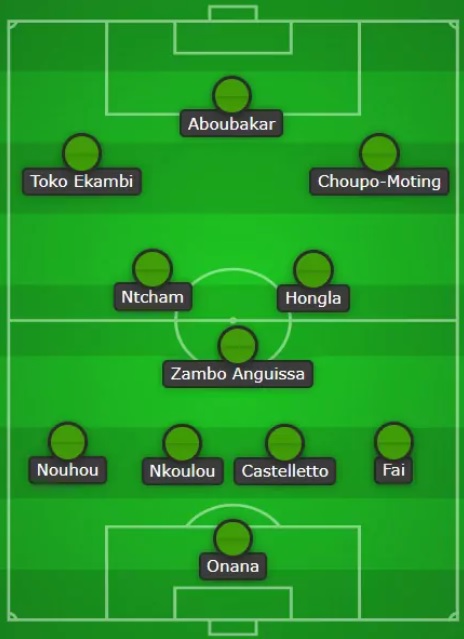 Aboubakar
Toko Ekambi
Choupo-Moting
Ntcham
Hongla
Zambo Anguissa
Nouhou
Nkoulou
Castelletto
Fai
Onana